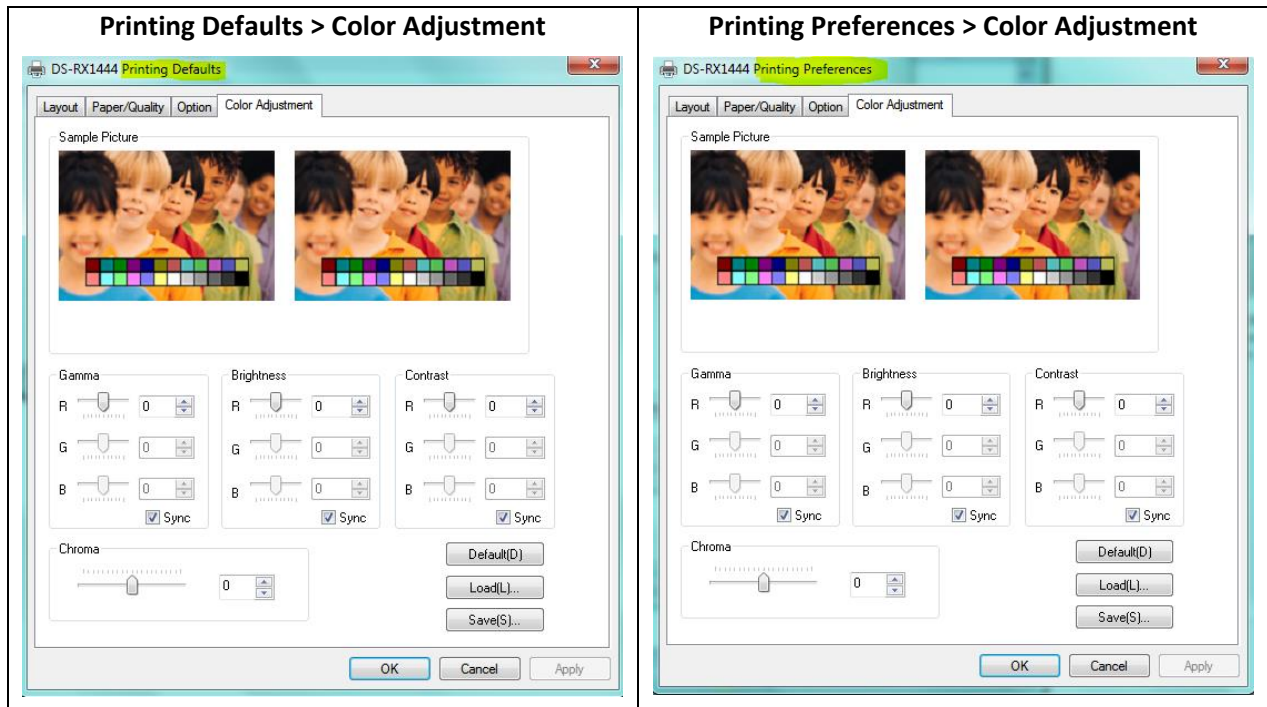 Printing Defaults > Color Adjustment
DS-RX1444 Printing Defaults
X
Layout Paper/Quality Option Color Adjustment
Sample Picture
Gamma Brightness Contrast
R 0 R 0 R 0
G 0 G 0 G 0
B 0 B 0 B 0
Sync Sync Sync
Chroma
0
Default(D)
Load(L)...
Save(S)...
OK Cancel Apply
Printing Preferences > Color Adjustment
DS-RX1444 Printing Preferences
X
Layout Paper/Quality Option Color Adjustment
Sample Picture
Gamma Brightness Contrast
R 0 R 0 R 0
G 0 G 0 G 0
B 0 B 0 B 0
Sync Sync Sync
Chroma
0
Default(D)
Load(L)...
Save(S)...
OK Cancel Apply